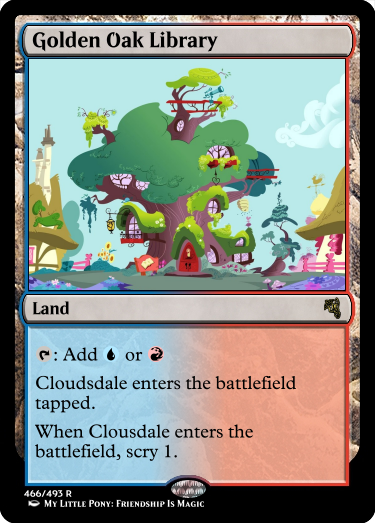 Golden Oak Library
Land
: Add or
Cloudsdale enters the battlefield
tapped.
When Clousdale enters the
battlefield, scry 1.
466/493 R
My Little Pony: Friendship Is Magic